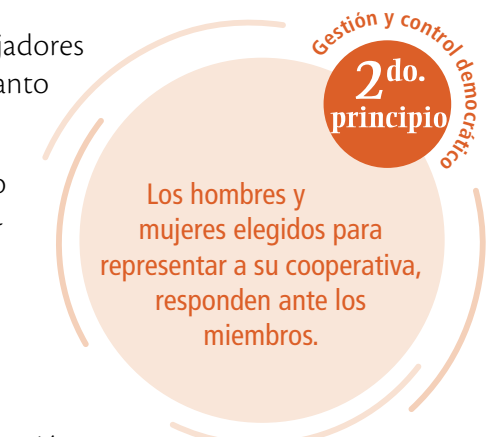 jadores
anto
Gestión y control democrático
2do.
principio
Los hombres y
mujeres elegidos para
representar a su cooperativa,
responden ante los
miembros.